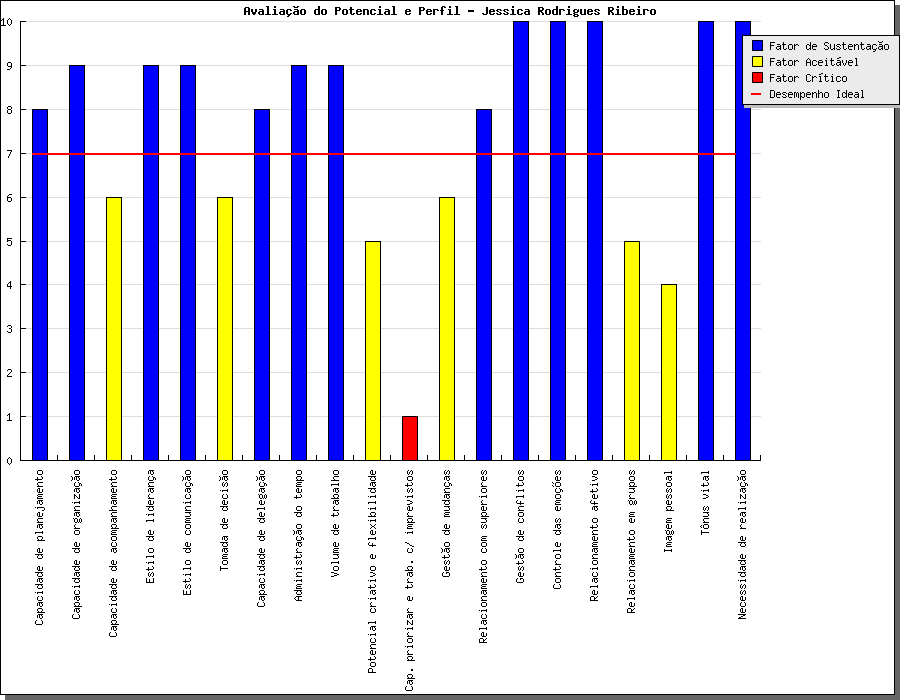 Avaliação do Potencial e Perfil - Jessica Rodrigues Ribeiro
Fator de Sustentação
Fator Aceitável
Fator Crítico
Desempenho Ideal
10
9
8
7
6
5
4
3
2
1
0
Capacidade de planejamento
Capacidade de organização
Capacidade de acompanhamento
Estilo de liderança
Estilo de comunicação
Tomada de decisão
Capacidade de delegação
Administração do tempo
Volume de trabalho
Potencial criativo e flexibilidade
Cap. priorizar e trab. c/ imprevistos
Gestão de mudanças
Relacionamento com superiores
Gestão de conflitos
Controle das emoções
Relacionamento afetivo
Relacionamento em grupos
Imagem pessoal
Tônus vital
Necessidade de realização